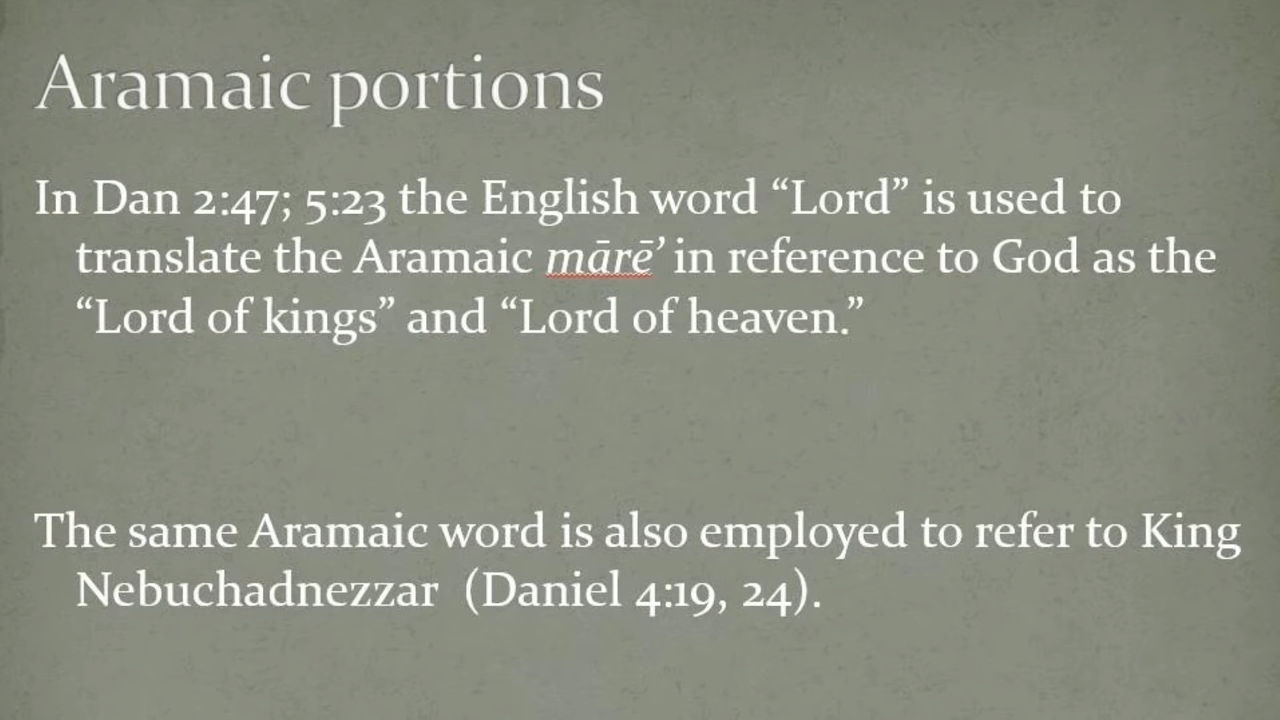 Aramaic portions
In Dan 2:47; 5:23 the English word “Lord” is used to
translate the Aramaic mārē’ in reference to God as the
“Lord of kings” and “Lord of heaven.”
The same Aramaic word is also employed to refer to King
Nebuchadnezzar  (Daniel 4:19, 24).